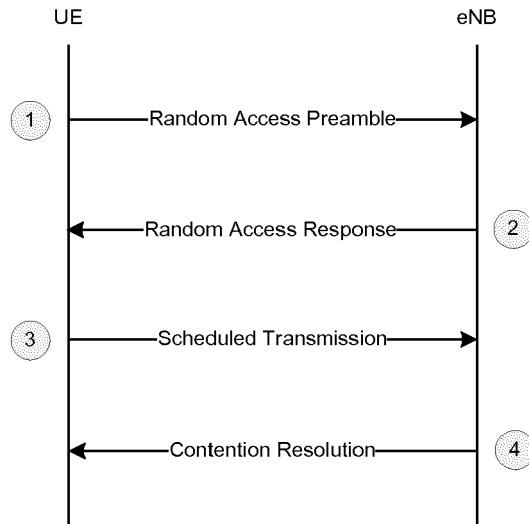 UE
eNB
1
Random Access Preamble
Random Access Response
2
3
Scheduled Transmission
Contention Resolution
4